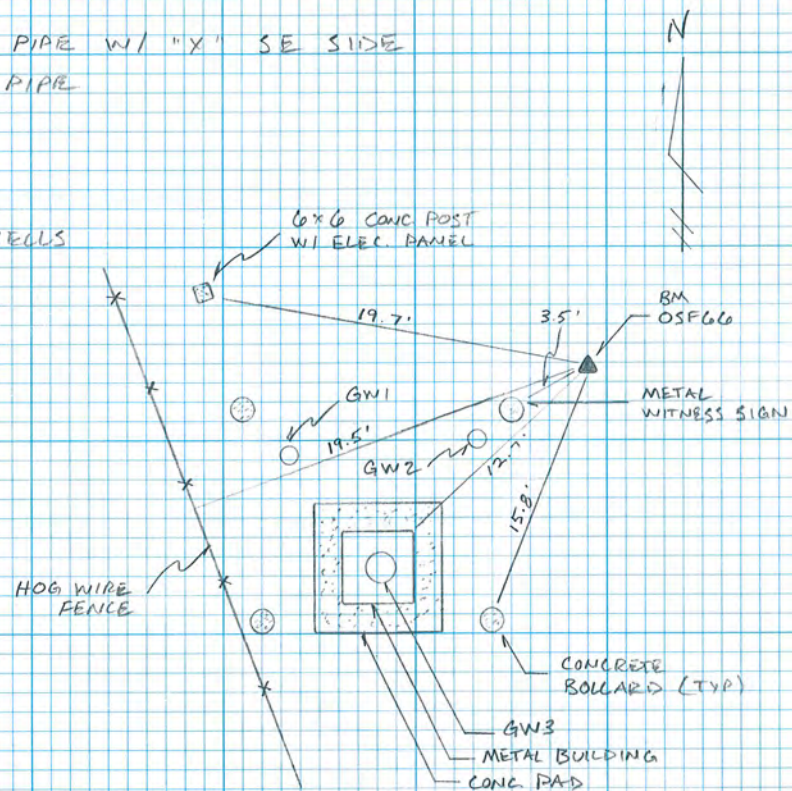 PIPE W/ "X" SE SIDE
PIPE
N
6x6 CONC POST
W/ ELEC. PANEL
19.7'
3.5'
BM
OSF66
METAL
WITNESS SIGN
GW1
19.5'
GW2
12.7'
15.8'
HOG WIRE
FENCE
CONCRETE
BOLLARD (TYP)
GW3
METAL BUILDING
CONC PAD